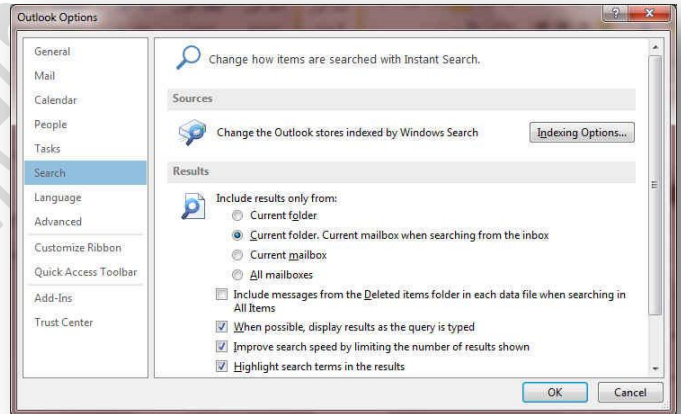 Outlook Options
General
Mail
Calendar
People
Tasks
Search
Language
Advanced
Customize Ribbon
Quick Access Toolbar
Add-Ins
Trust Center
Change how items are searched with Instant Search.
Sources
Change the Outlook stores indexed by Windows Search
Indexing Options...
Results
Include results only from:
Current folder
Current folder. Current mailbox when searching from the inbox
Current mailbox
All mailboxes
Include messages from the Deleted items folder in each data file when searching in
All Items
When possible, display results as the query is typed
Improve search speed by limiting the number of results shown
Highlight search terms in the results
OK
Cancel